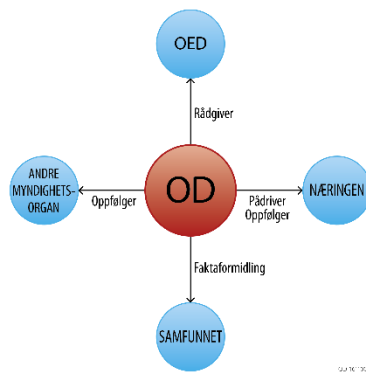 OED
Rådgiver
ANDRE
MYNDIGHETS-
ORGAN
Oppfølger
OD
Pådriver
Oppfølger
NÆRINGEN
Faktaformidling
SAMFUNNET